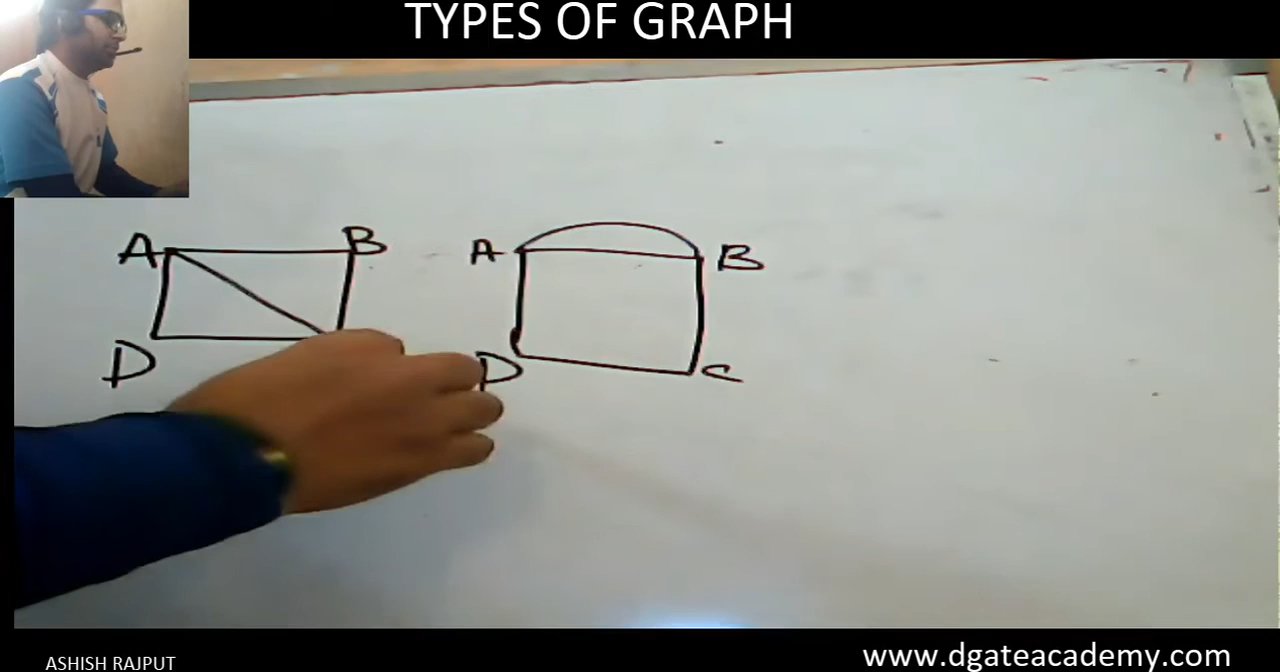 TYPES OF GRAPH
A B
D
A B
D C
ASHISH RAJPUT
www.dgateacademy.com